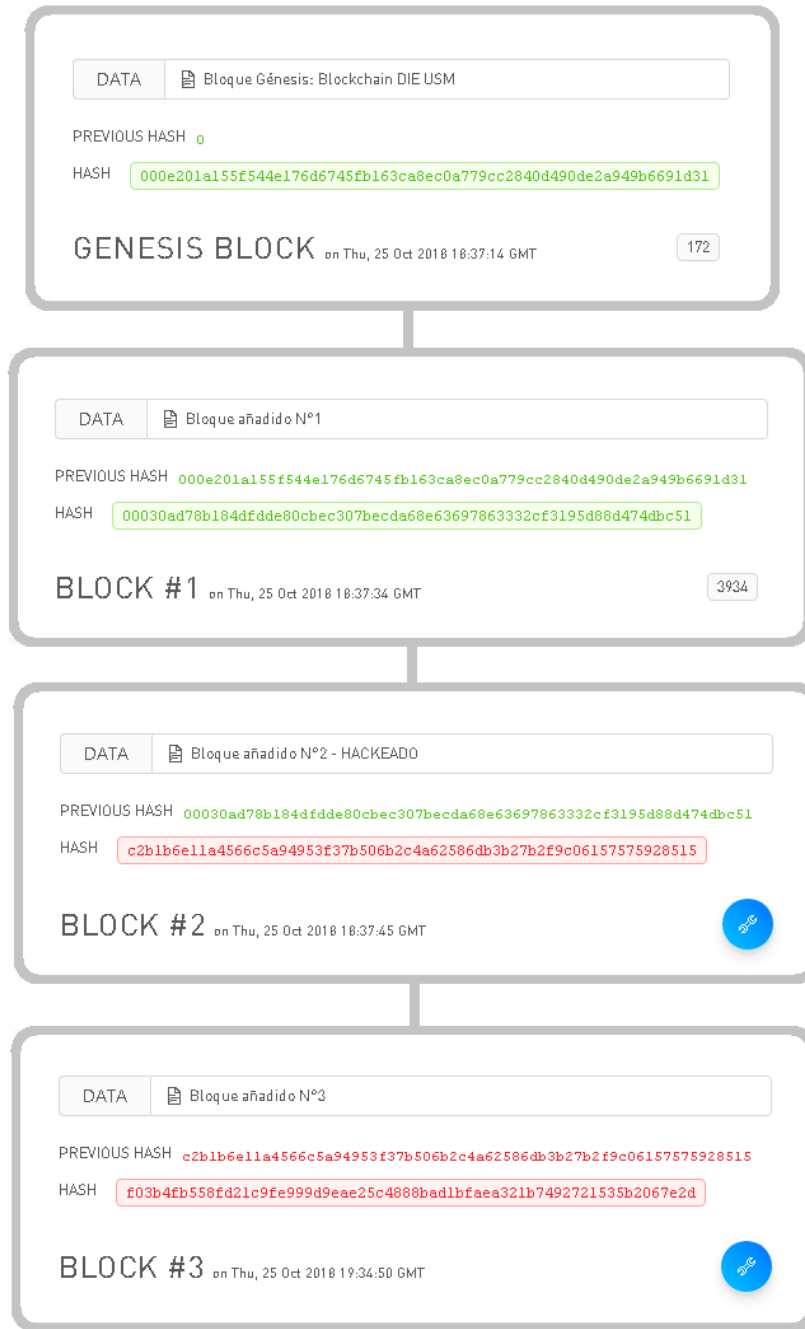 DATA Bloque Génesis: Blockchain DIE USM
PREVIOUS HASH 0
HASH 000e201a155f544e176d6745fb163ca8ec0a779cc2840d490de2a949b6691d31
GENESIS BLOCK on Thu, 25 Oct 2018 18:37:14 GMT 172
DATA Bloque añadido N°1
PREVIOUS HASH 000e201a155f544e176d6745fb163ca8ec0a779cc2840d490de2a949b6691d31
HASH 00030ad78b184dfdde80cbec307becda68e63697863332cf3195d88d474dbc51
BLOCK #1 on Thu, 25 Oct 2018 18:37:34 GMT 3934
DATA Bloque añadido N°2 - HACKEADO
PREVIOUS HASH 00030ad78b184dfdde80cbec307becda68e63697863332cf3195d88d474dbc51
HASH c2b1b6e11a4566c5a94953f37b506b2c4a62586db3b27b2f9c06157575928515
BLOCK #2 on Thu, 25 Oct 2018 18:37:45 GMT
DATA Bloque añadido N°3
PREVIOUS HASH c2b1b6e11a4566c5a94953f37b506b2c4a62586db3b27b2f9c06157575928515
HASH f03b4fb558fd21c9fe999d9eae25c4888bad1bfaea321b7492721535b2067e2d
BLOCK #3 on Thu, 25 Oct 2018 19:34:50 GMT